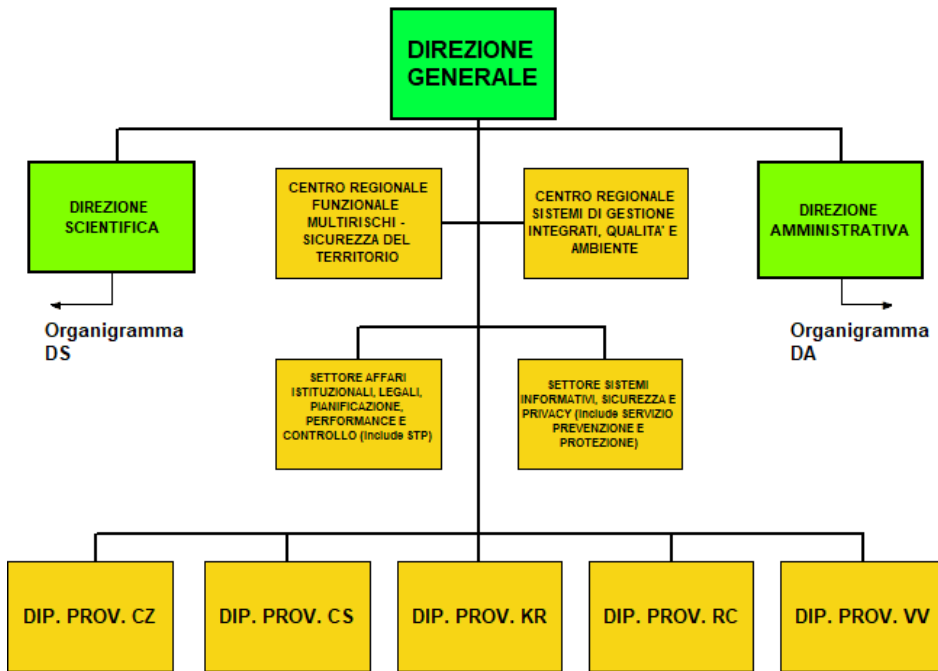 DIREZIONE
GENERALE
DIREZIONE
SCIENTIFICA
CENTRO REGIONALE
FUNZIONALE
MULTIRISCHI -
SICUREZZA DEL
TERRITORIO
CENTRO REGIONALE
SISTEMI DI GESTIONE
INTEGRATI, QUALITA' E
AMBIENTE
DIREZIONE
AMMINISTRATIVA
Organigramma
DS
Organigramma
DA
SETTORE AFFARI
ISTITUZIONALI, LEGALI,
PIANIFICAZIONE,
PERFORMANCE E
CONTROLLO (include STP)
SETTORE SISTEMI
INFORMATIVI, SICUREZZA E
PRIVACY (include SERVIZIO
PREVENZIONE E
PROTEZIONE)
DIP. PROV. CZ
DIP. PROV. CS
DIP. PROV. KR
DIP. PROV. RC
DIP. PROV. VV